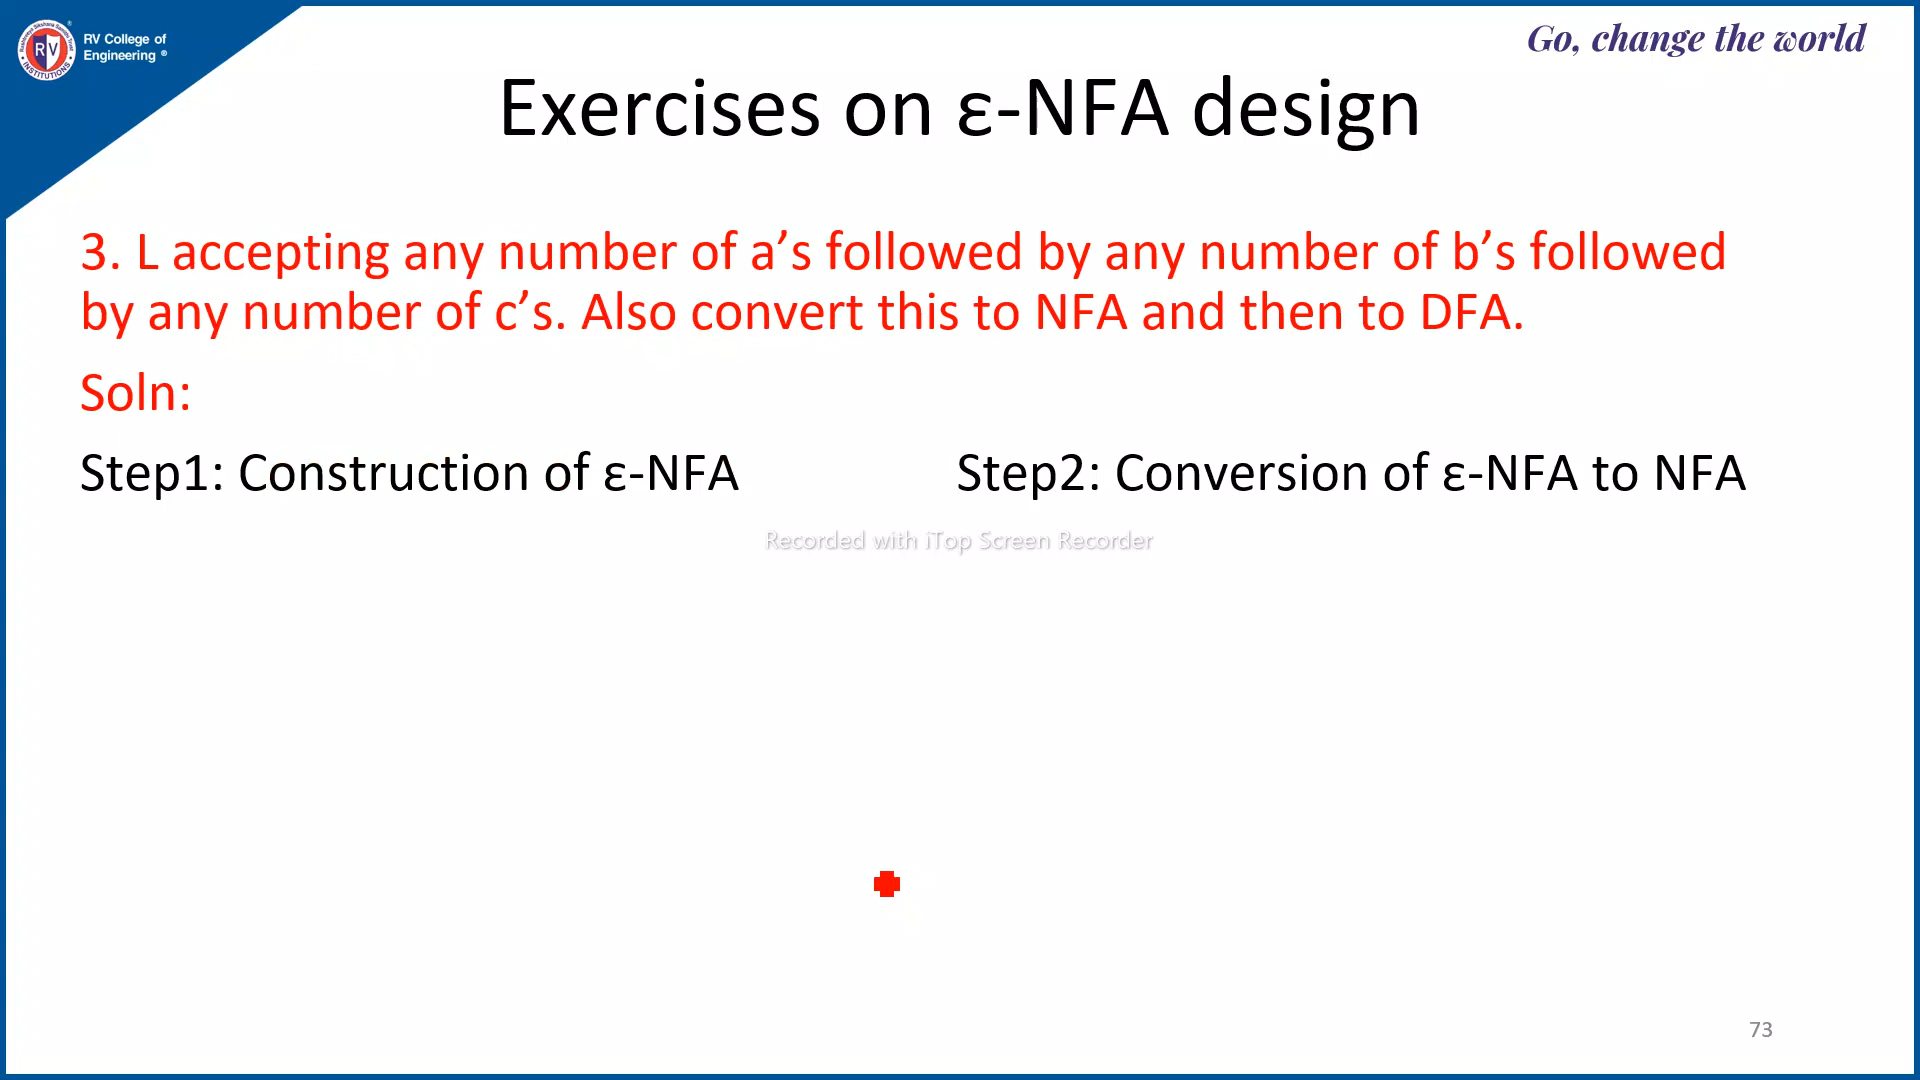 RV College of
Engineering ®
Go, change the world
Exercises on ε-NFA design
3. L accepting any number of a’s followed by any number of b’s followed
by any number of c’s. Also convert this to NFA and then to DFA.
Soln:
Step1: Construction of ε-NFA
Step2: Conversion of ε-NFA to NFA
Recorded with iTop Screen Recorder
73
RV
INSTITUTIONS